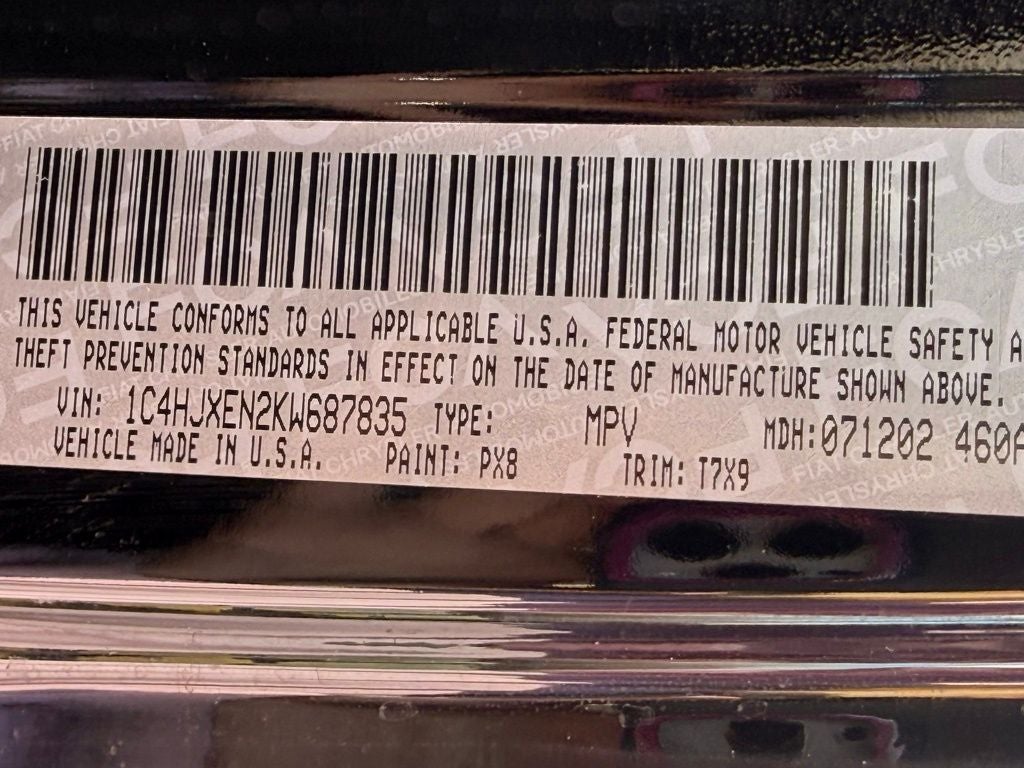 THIS VEHICLE CONFORMS TO ALL APPLICABLE U.S.A. FEDERAL MOTOR VEHICLE SAFETY A
THEFT PREVENTION STANDARDS IN EFFECT ON THE DATE OF MANUFACTURE SHOWN ABOVE.
VIN: 1C4HJXEN2KW687835 TYPE: MPV MDH: 071202 460A
VEHICLE MADE IN U.S.A. PAINT: PX8 TRIM: T7X9